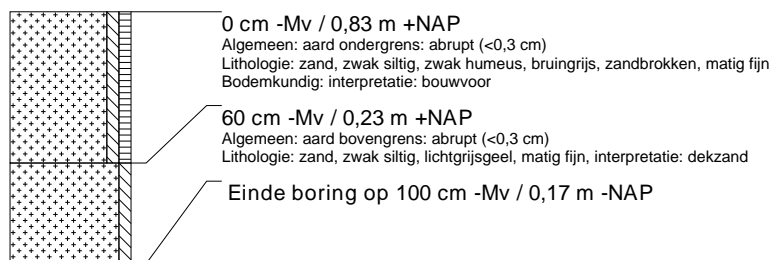 0 cm -Mv / 0,83 m +NAP
Algemeen: aard ondergrens: abrupt (<0,3 cm)
Lithologie: zand, zwak siltig, zwak humeus, bruingrijs, zandbrokken, matig fijn
Bodemkundig: interpretatie: bouwvoor
60 cm -Mv / 0,23 m +NAP
Algemeen: aard bovengrens: abrupt (<0,3 cm)
Lithologie: zand, zwak siltig, lichtgrijsgeel, matig fijn, interpretatie: dekzand
Einde boring op 100 cm -Mv / 0,17 m -NAP